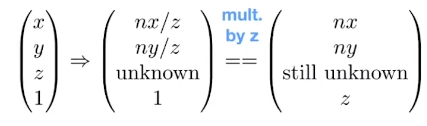 x nx/z mult. nx
y ny/z by z ny
z ⇒ unknown == still unknown
1 1 z